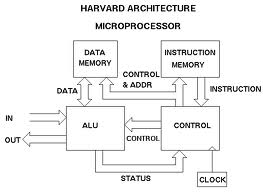 HARVARD ARCHITECTURE
MICROPROCESSOR
DATA
MEMORY
INSTRUCTION
MEMORY
CONTROL
& ADDR
DATA
INSTRUCTION
IN
OUT
ALU
CONTROL
CONTROL
STATUS
CLOCK